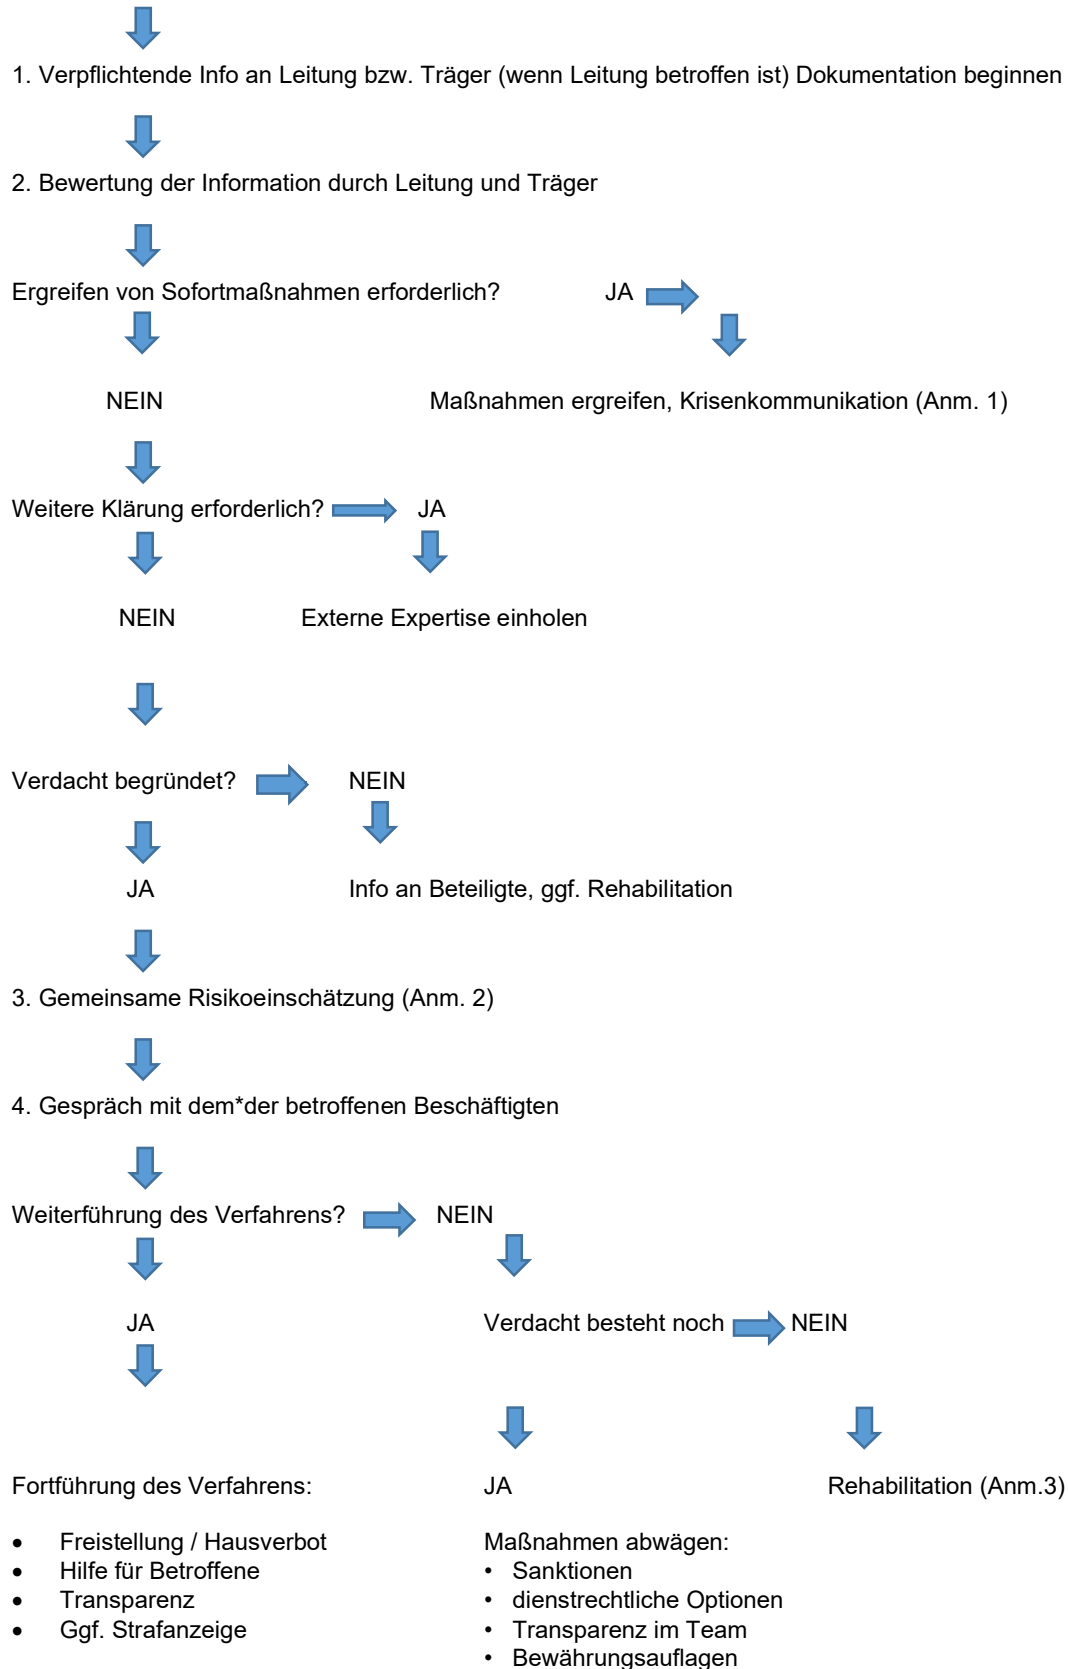 1. Verpflichtende Info an Leitung bzw. Träger (wenn Leitung betroffen ist) Dokumentation beginnen
2. Bewertung der Information durch Leitung und Träger
Ergreifen von Sofortmaßnahmen erforderlich? JA
NEIN Maßnahmen ergreifen, Krisenkommunikation (Anm. 1)
Weitere Klärung erforderlich? JA
NEIN Externe Expertise einholen
Verdacht begründet? NEIN
JA Info an Beteiligte, ggf. Rehabilitation
3. Gemeinsame Risikoeinschätzung (Anm. 2)
4. Gespräch mit dem*der betroffenen Beschäftigten
Weiterführung des Verfahrens? NEIN
JA Verdacht besteht noch NEIN
Fortführung des Verfahrens: JA Rehabilitation (Anm.3)
• Freistellung / Hausverbot
• Hilfe für Betroffene
• Transparenz
• Ggf. Strafanzeige
Maßnahmen abwägen:
• Sanktionen
• dienstrechtliche Optionen
• Transparenz im Team
• Bewährungsauflagen